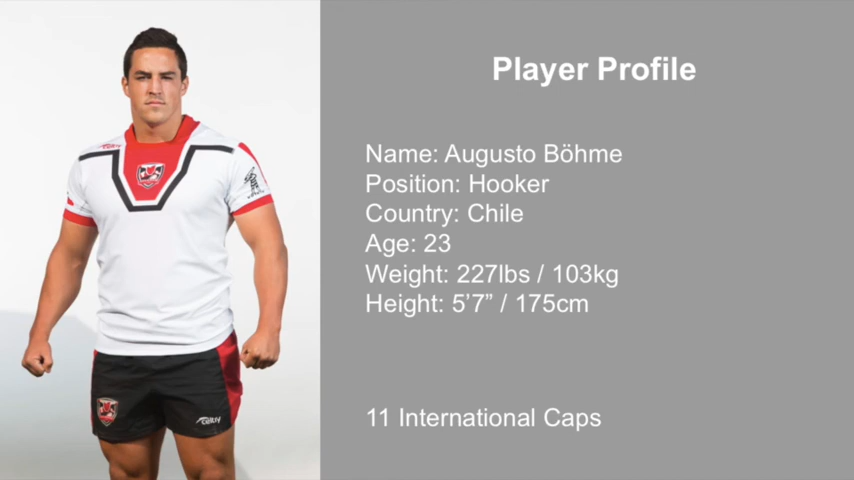 Player Profile
Name: Augusto Böhme
Position: Hooker
Country: Chile
Age: 23
Weight: 227lbs / 103kg
Height: 5’7” / 175cm
11 International Caps